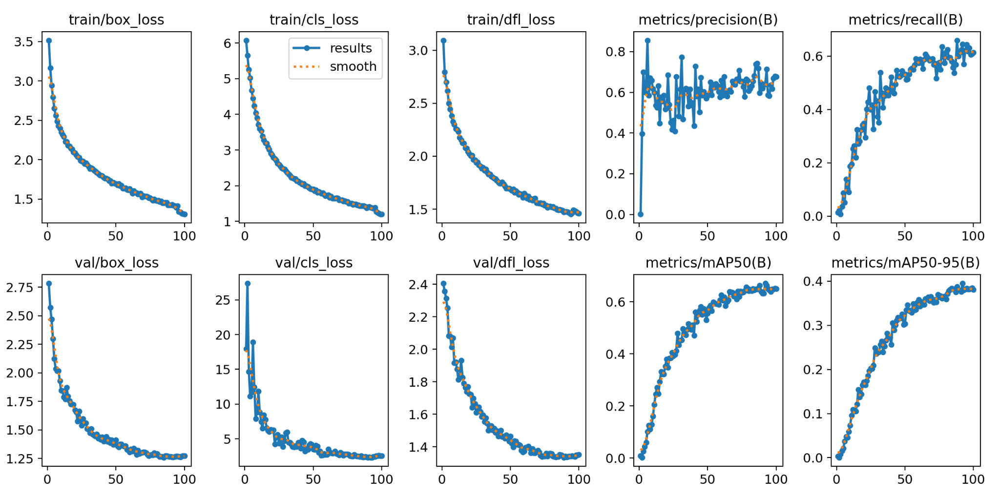 train/box_loss
3.5
3.0
2.5
2.0
1.5
0 50 100
train/cls_loss
results
smooth
6
5
4
3
2
1
0 50 100
train/dfl_loss
3.0
2.5
2.0
1.5
0 50 100
metrics/precision(B)
0.8
0.6
0.4
0.2
0.0
0 50 100
metrics/recall(B)
0.6
0.4
0.2
0.0
0 50 100
val/box_loss
2.75
2.50
2.25
2.00
1.75
1.50
1.25
0 50 100
val/cls_loss
25
20
15
10
5
0 50 100
val/dfl_loss
2.4
2.2
2.0
1.8
1.6
1.4
0 50 100
metrics/mAP50(B)
0.6
0.4
0.2
0.0
0 50 100
metrics/mAP50-95(B)
0.4
0.3
0.2
0.1
0.0
0 50 100